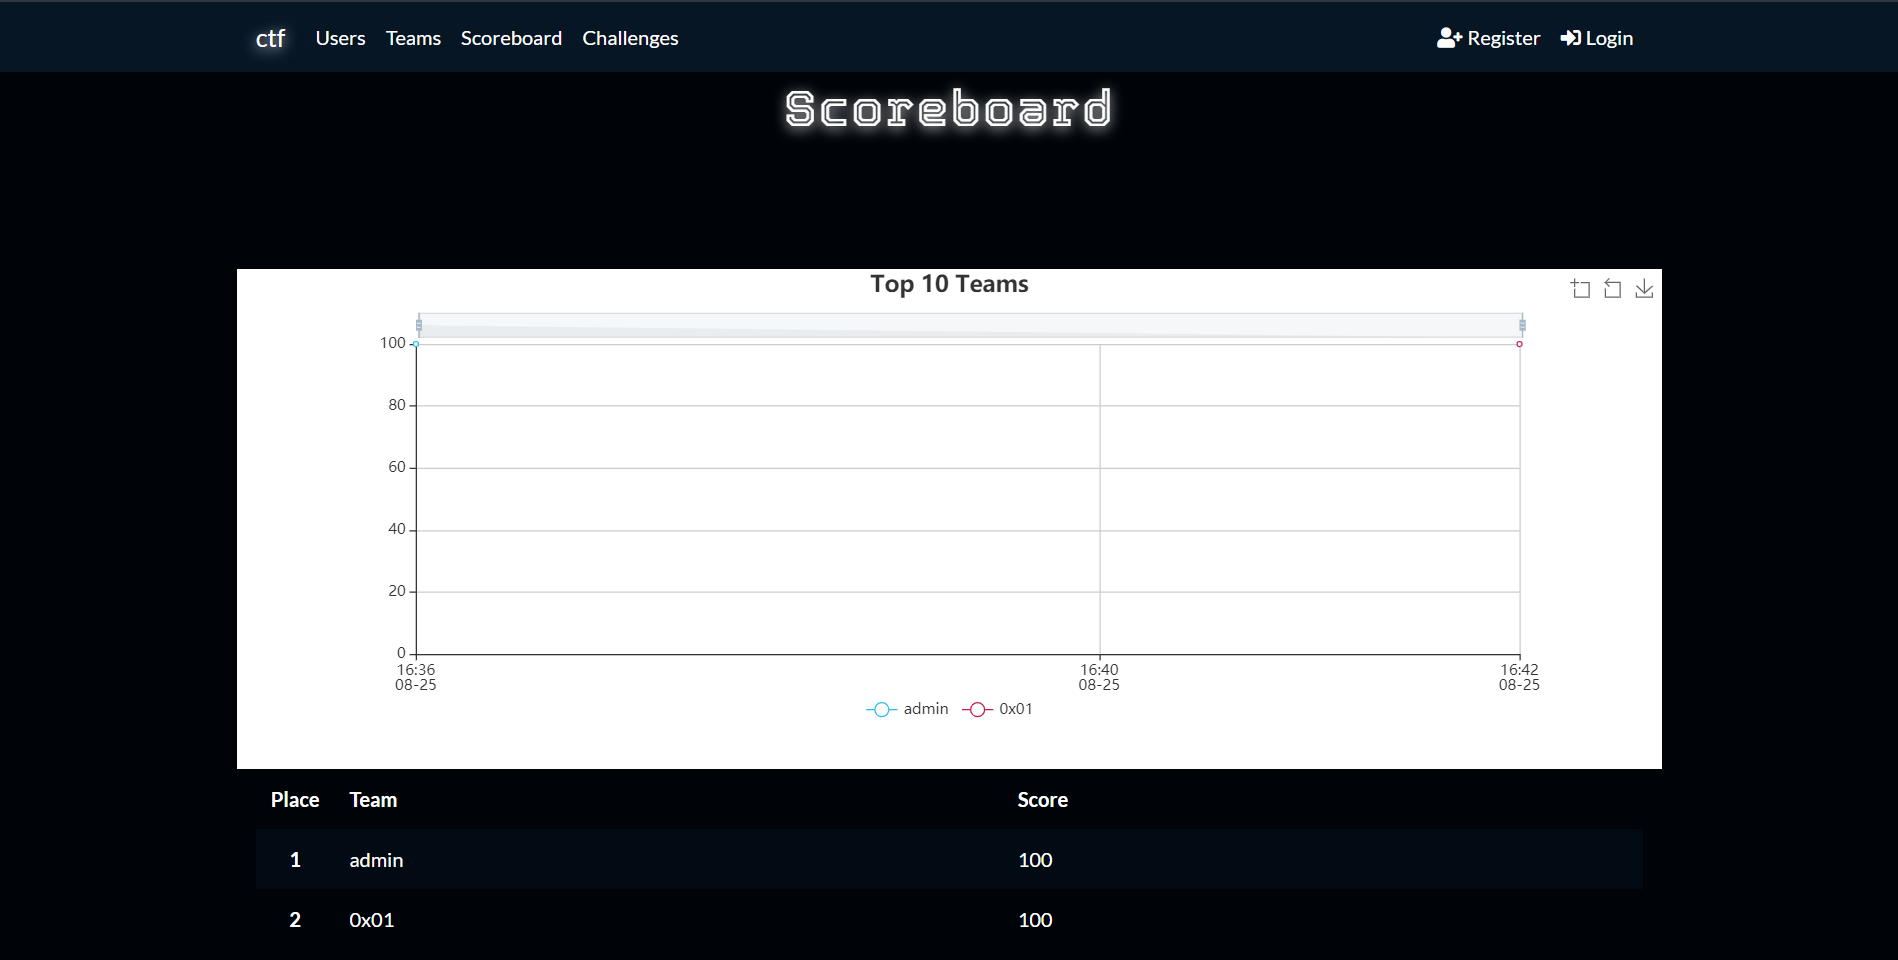 ctf Users Teams Scoreboard Challenges Register Login
Scoreboard
Top 10 Teams
100
80
60
40
20
0
16:36 16:40 16:42
08-25 08-25 08-25
admin 0x01
Place Team Score
1 admin 100
2 0x01 100